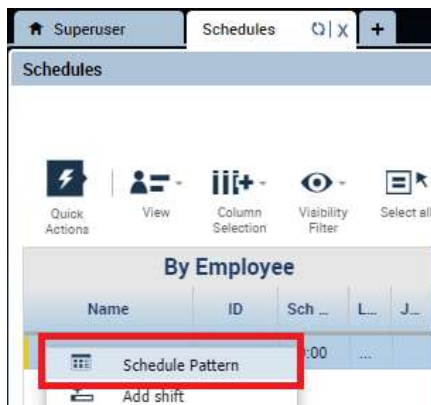 Superuser
Schedules
X
+
Schedules
Quick Actions
View
Column Selection
Visibility Filter
Select all
By Employee
Name ID Sch ... L... J...
Schedule Pattern
:00 ...
Add shift